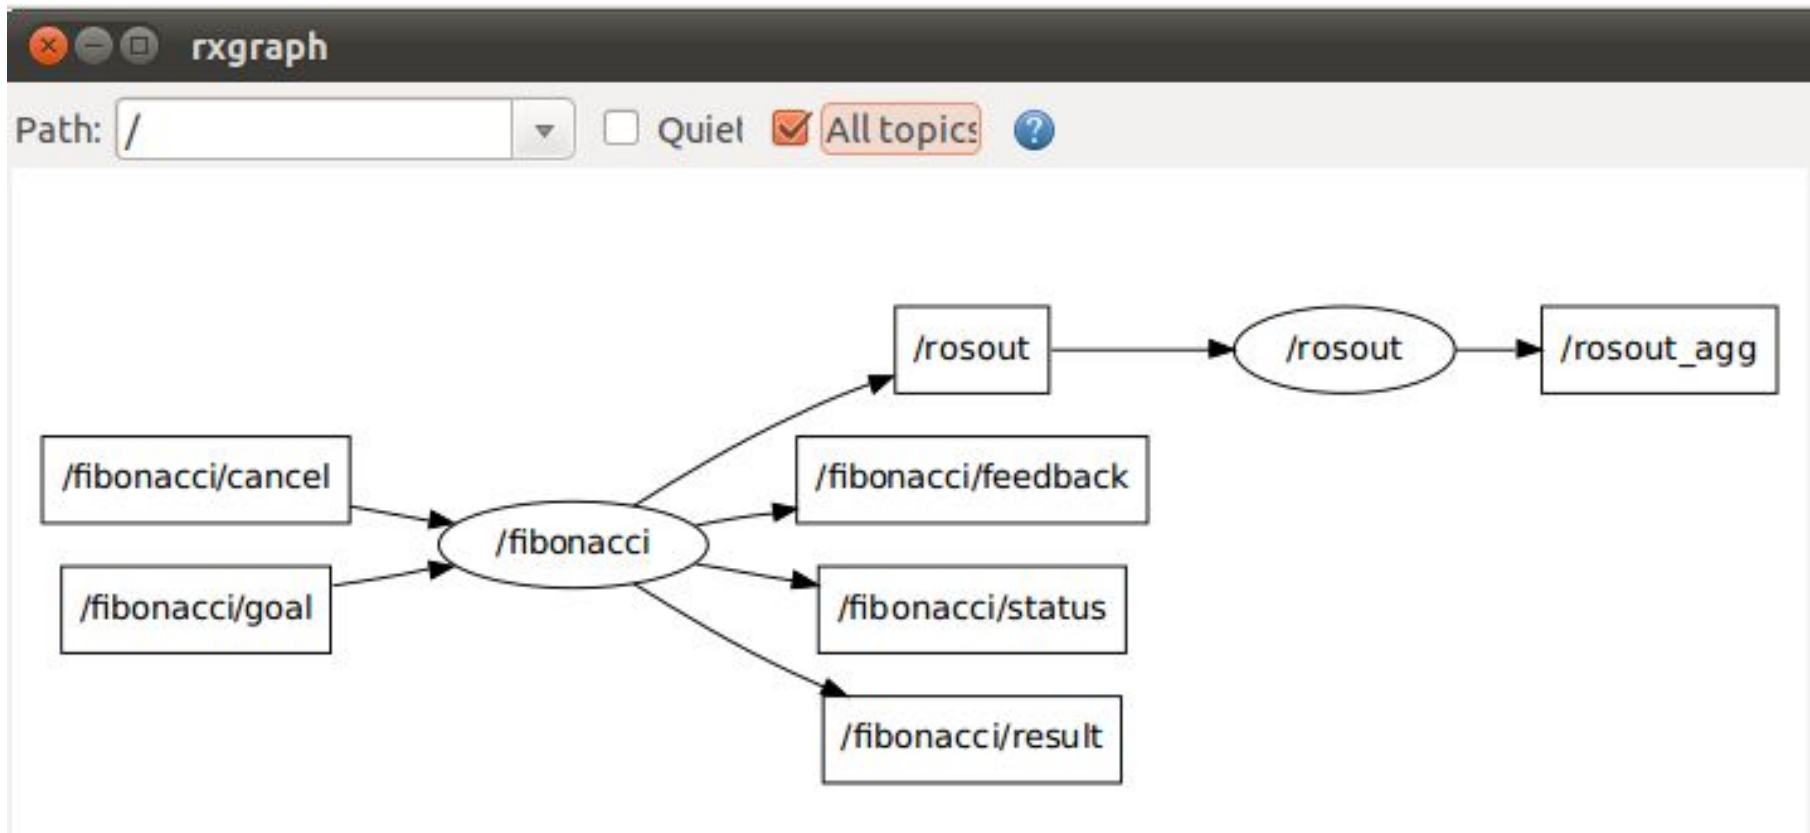 rxgraph
Path: / Quiet All topics ?
/rosout /rosout /rosout_agg
/fibonacci/cancel /fibonacci/feedback
/fibonacci
/fibonacci/goal /fibonacci/status
/fibonacci/result